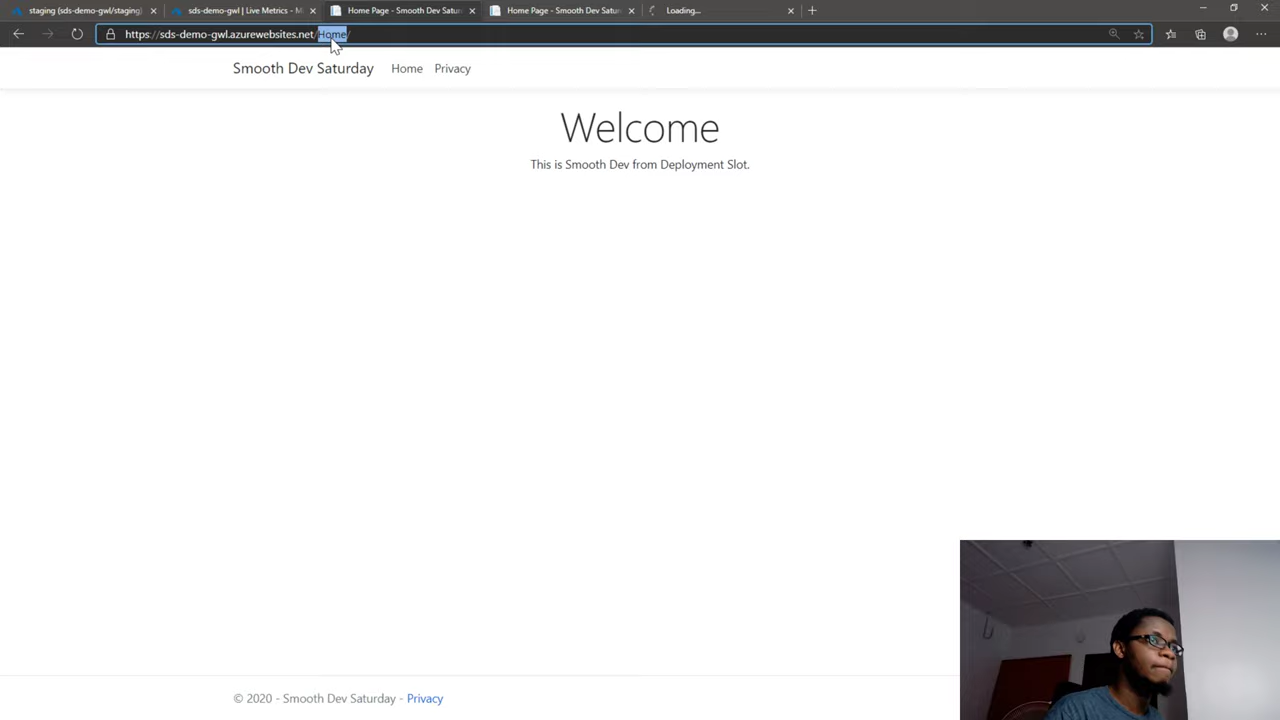 staging (sds-demo-gwl/staging)
sds-demo-gwl | Live Metrics - M
Home Page - Smooth Dev Satur
Home Page - Smooth Dev Satur
Loading...
https://sds-demo-gwl.azurewebsites.net/Home/
Smooth Dev Saturday Home Privacy
Welcome
This is Smooth Dev from Deployment Slot.
© 2020 - Smooth Dev Saturday - Privacy